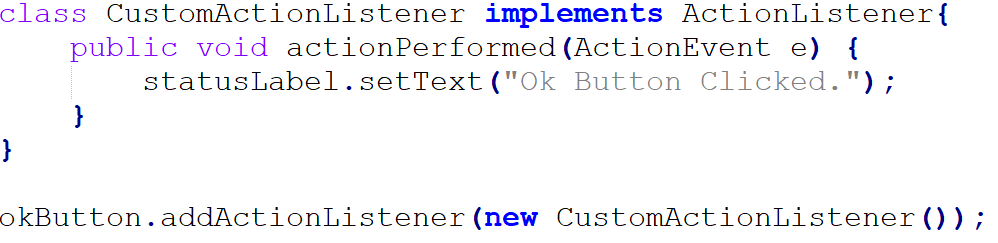 class CustomActionListener implements ActionListener{
    public void actionPerformed(ActionEvent e) {
        statusLabel.setText("Ok Button Clicked.");
    }
}

okButton.addActionListener(new CustomActionListener());